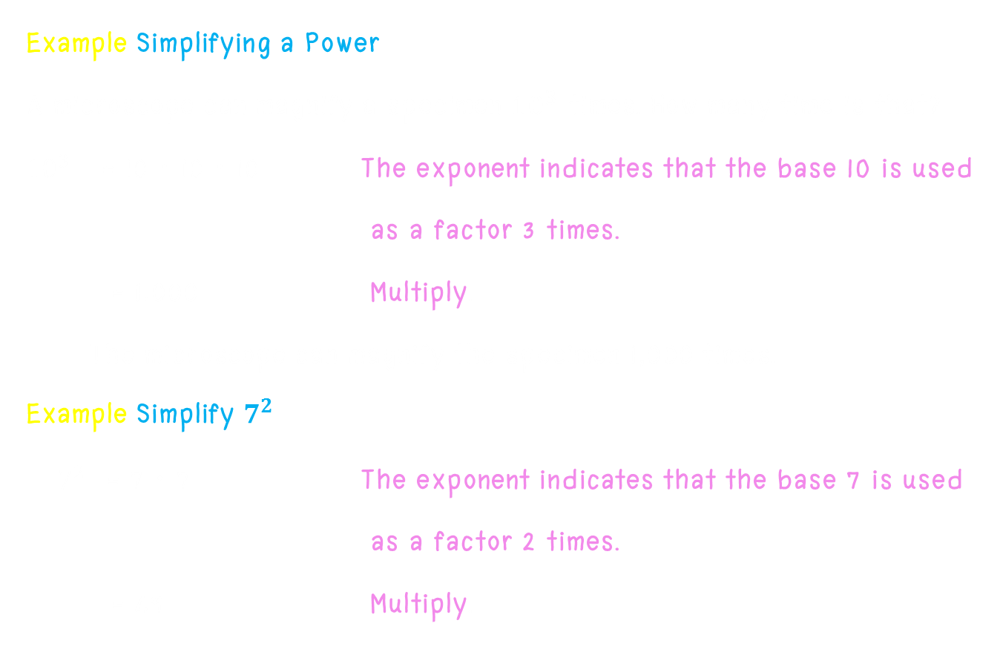 Example Simplifying a Power
The exponent indicates that the base 10 is used
as a factor 3 times.
Multiply
Example Simplify 7²
The exponent indicates that the base 7 is used
as a factor 2 times.
Multiply